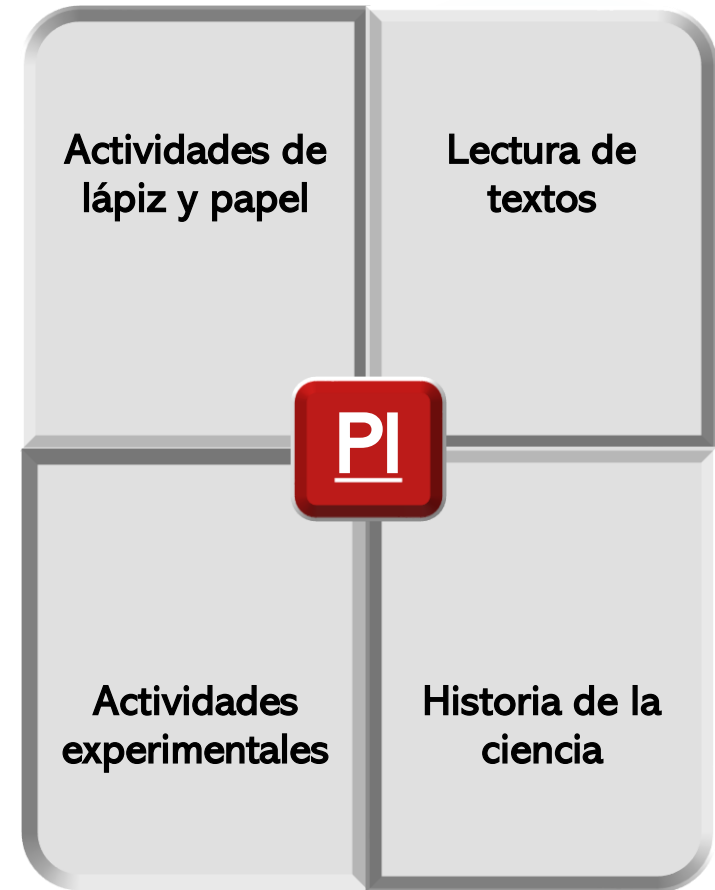 Actividades de
lápiz y papel
Lectura de
textos
PI
Actividades
experimentales
Historia de la
ciencia